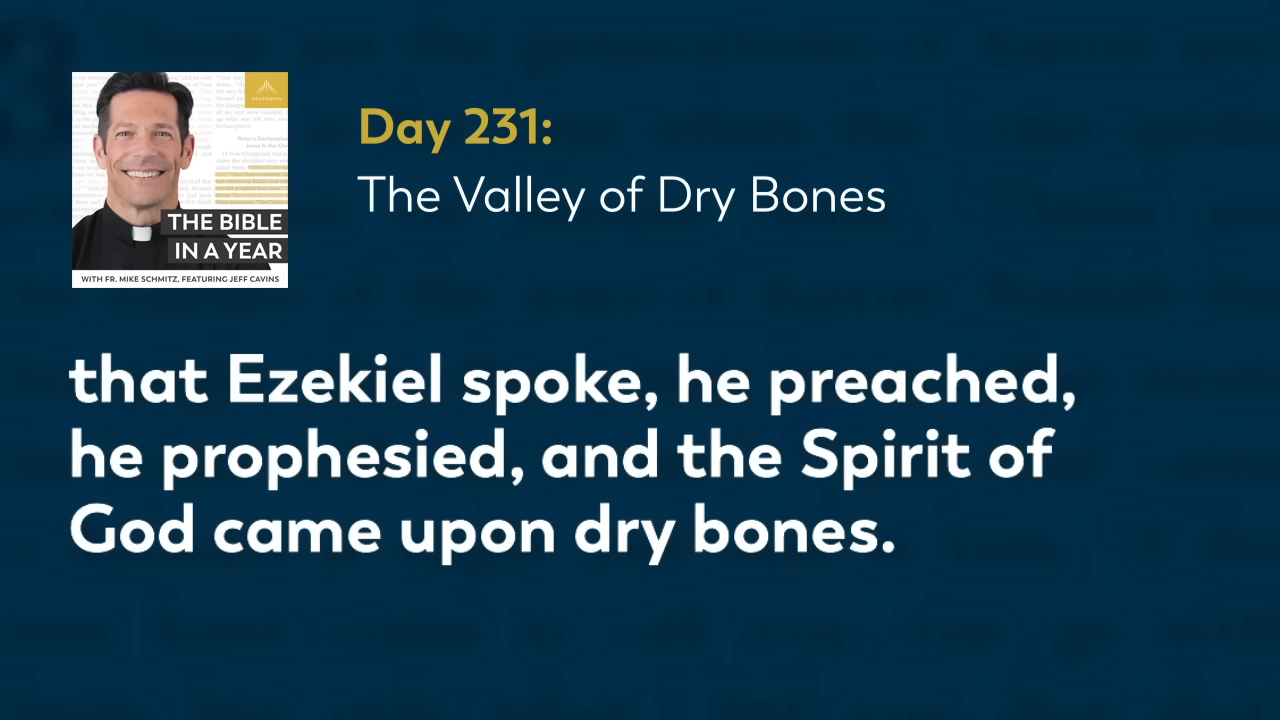 ASCENSION
THE BIBLE
IN A YEAR
WITH FR. MIKE SCHMITZ, FEATURING JEFF CAVINS
Day 231:
The Valley of Dry Bones
that Ezekiel spoke, he preached,
he prophesied, and the Spirit of
God came upon dry bones.